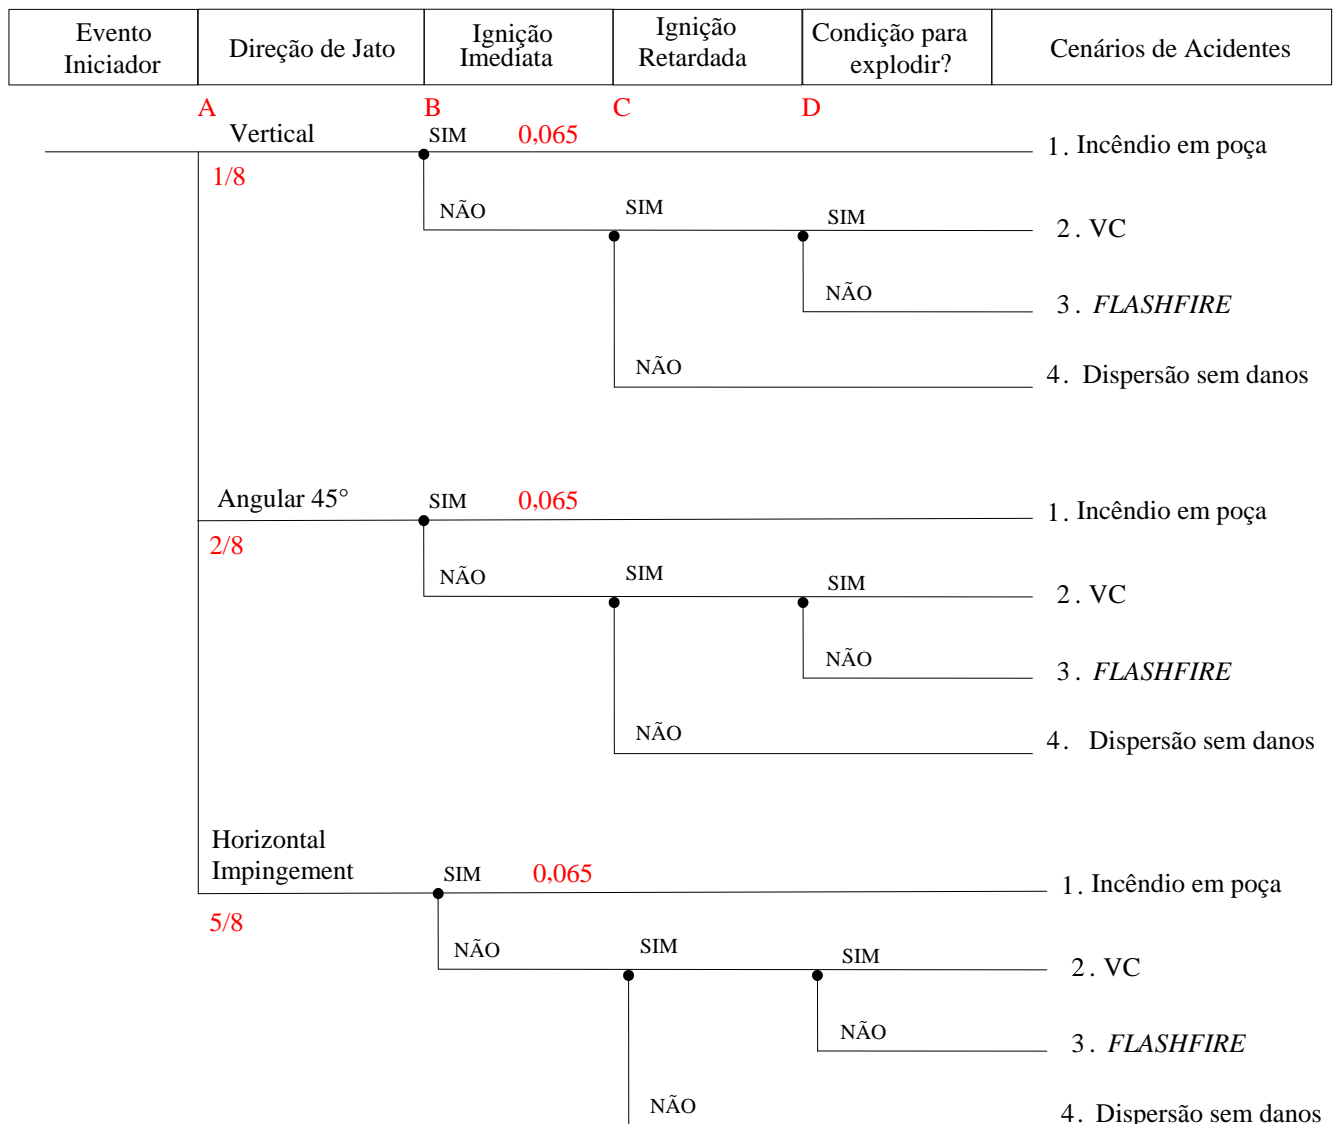 Evento
Iniciador
Direção de Jato
Ignição
Imediata
Ignição
Retardada
Condição para
explodir?
Cenários de Acidentes
A
B
C
D
Vertical
SIM
0,065
1. Incêndio em poça
1/8
NÃO
SIM
SIM
2. VC
NÃO
3. FLASHFIRE
NÃO
4. Dispersão sem danos
Angular 45°
SIM
0,065
1. Incêndio em poça
2/8
NÃO
SIM
SIM
2. VC
NÃO
3. FLASHFIRE
NÃO
4. Dispersão sem danos
Horizontal
Impingement
SIM
0,065
1. Incêndio em poça
5/8
NÃO
SIM
SIM
2. VC
NÃO
3. FLASHFIRE
NÃO
4. Dispersão sem danos